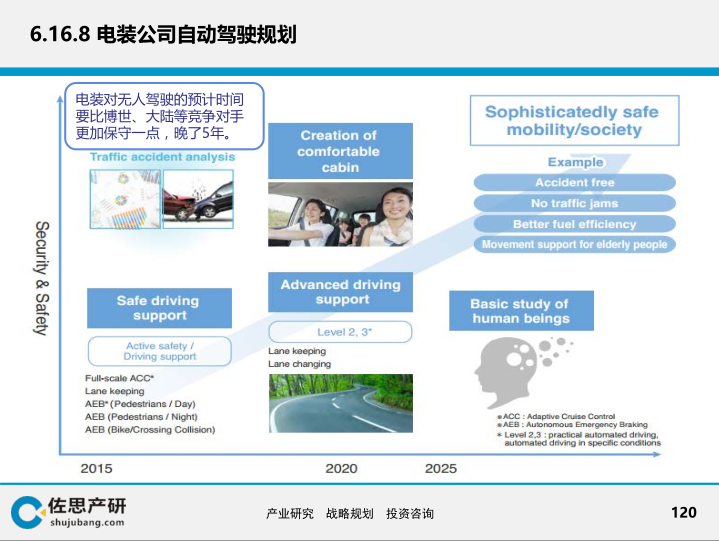 6.16.8 电装公司自动驾驶规划
电装对无人驾驶的预计时间
要比博世、大陆等竞争对手
更加保守一点，晚了5年。
Traffic accident analysis
Creation of
comfortable
cabin
Sophisticatedly safe
mobility/society
Example
Accident free
No traffic jams
Better fuel efficiency
Movement support for elderly people
Security & Safety
Safe driving
support
Active safety /
Driving support
Full-scale ACC*
Lane keeping
AEB* (Pedestrians / Day)
AEB (Pedestrians / Night)
AEB (Bike/Crossing Collision)
Advanced driving
support
Level 2, 3*
Lane keeping
Lane changing
Basic study of
human beings
* ACC : Adaptive Cruise Control
* AEB : Autonomous Emergency Braking
* Level 2,3 : practical automated driving,
automated driving in specific conditions
2015
2020
2025
佐思产研
shujubang.com
产业研究 战略规划 投资咨询
120